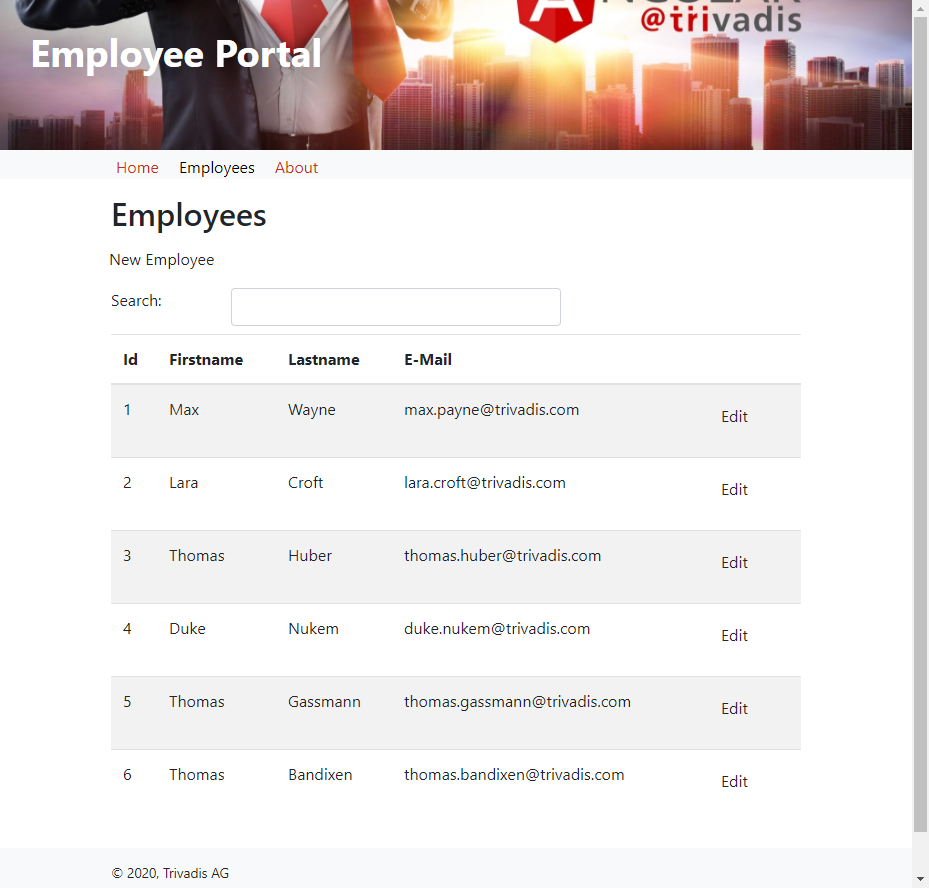 @trivadis
Employee Portal
Home Employees About
Employees
New Employee
Search:
Id Firstname Lastname E-Mail
1 Max Wayne max.payne@trivadis.com Edit
2 Lara Croft lara.croft@trivadis.com Edit
3 Thomas Huber thomas.huber@trivadis.com Edit
4 Duke Nukem duke.nukem@trivadis.com Edit
5 Thomas Gassmann thomas.gassmann@trivadis.com Edit
6 Thomas Bandixen thomas.bandixen@trivadis.com Edit
© 2020, Trivadis AG